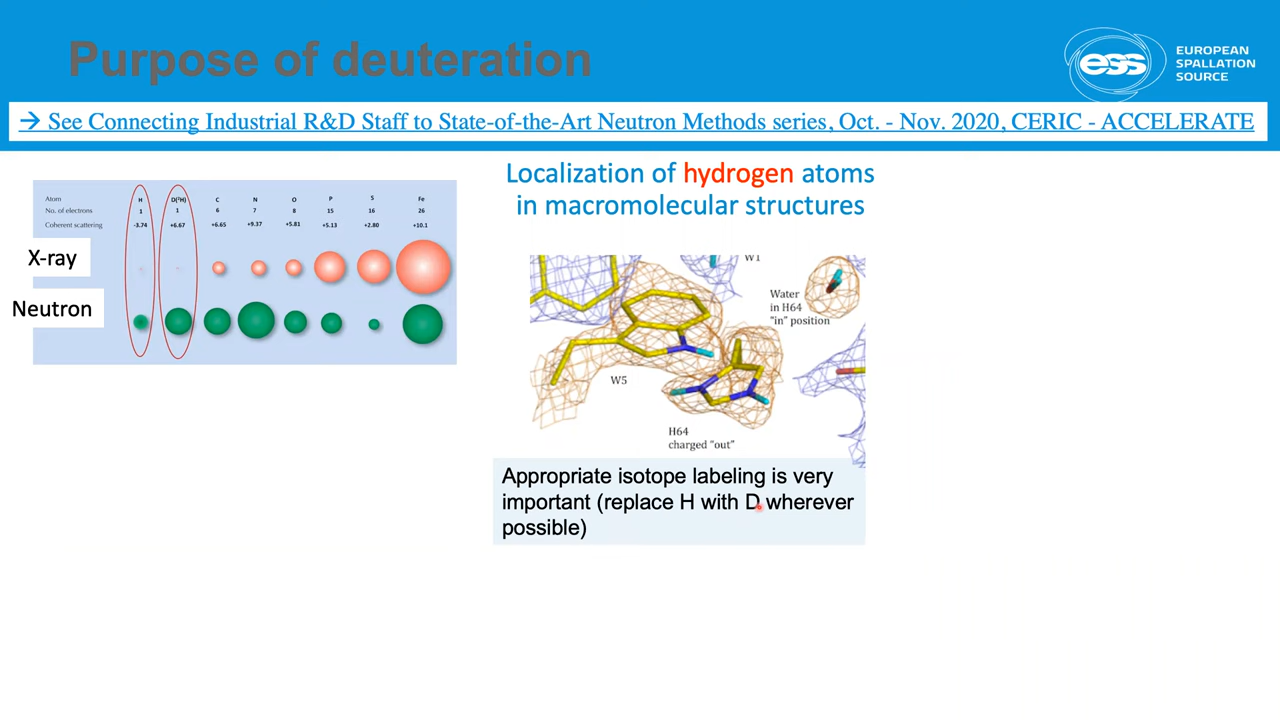 Purpose of deuteration
ess
EUROPEAN
SPALLATION
SOURCE
→ See Connecting Industrial R&D Staff to State-of-the-Art Neutron Methods series, Oct. - Nov. 2020, CERIC - ACCELERATE
Atom H D(²H) C N O P S Fe
No. of electrons 1 1 6 7 8 15 16 26
Coherent scattering -3.74 +6.67 +6.65 +9.37 +5.81 +5.13 +2.80 +10.1
X-ray
Neutron
Localization of hydrogen atoms
in macromolecular structures
W1
Water
in H64
"in" position
W5
H64
charged "out"
Appropriate isotope labeling is very
important (replace H with D wherever
possible)